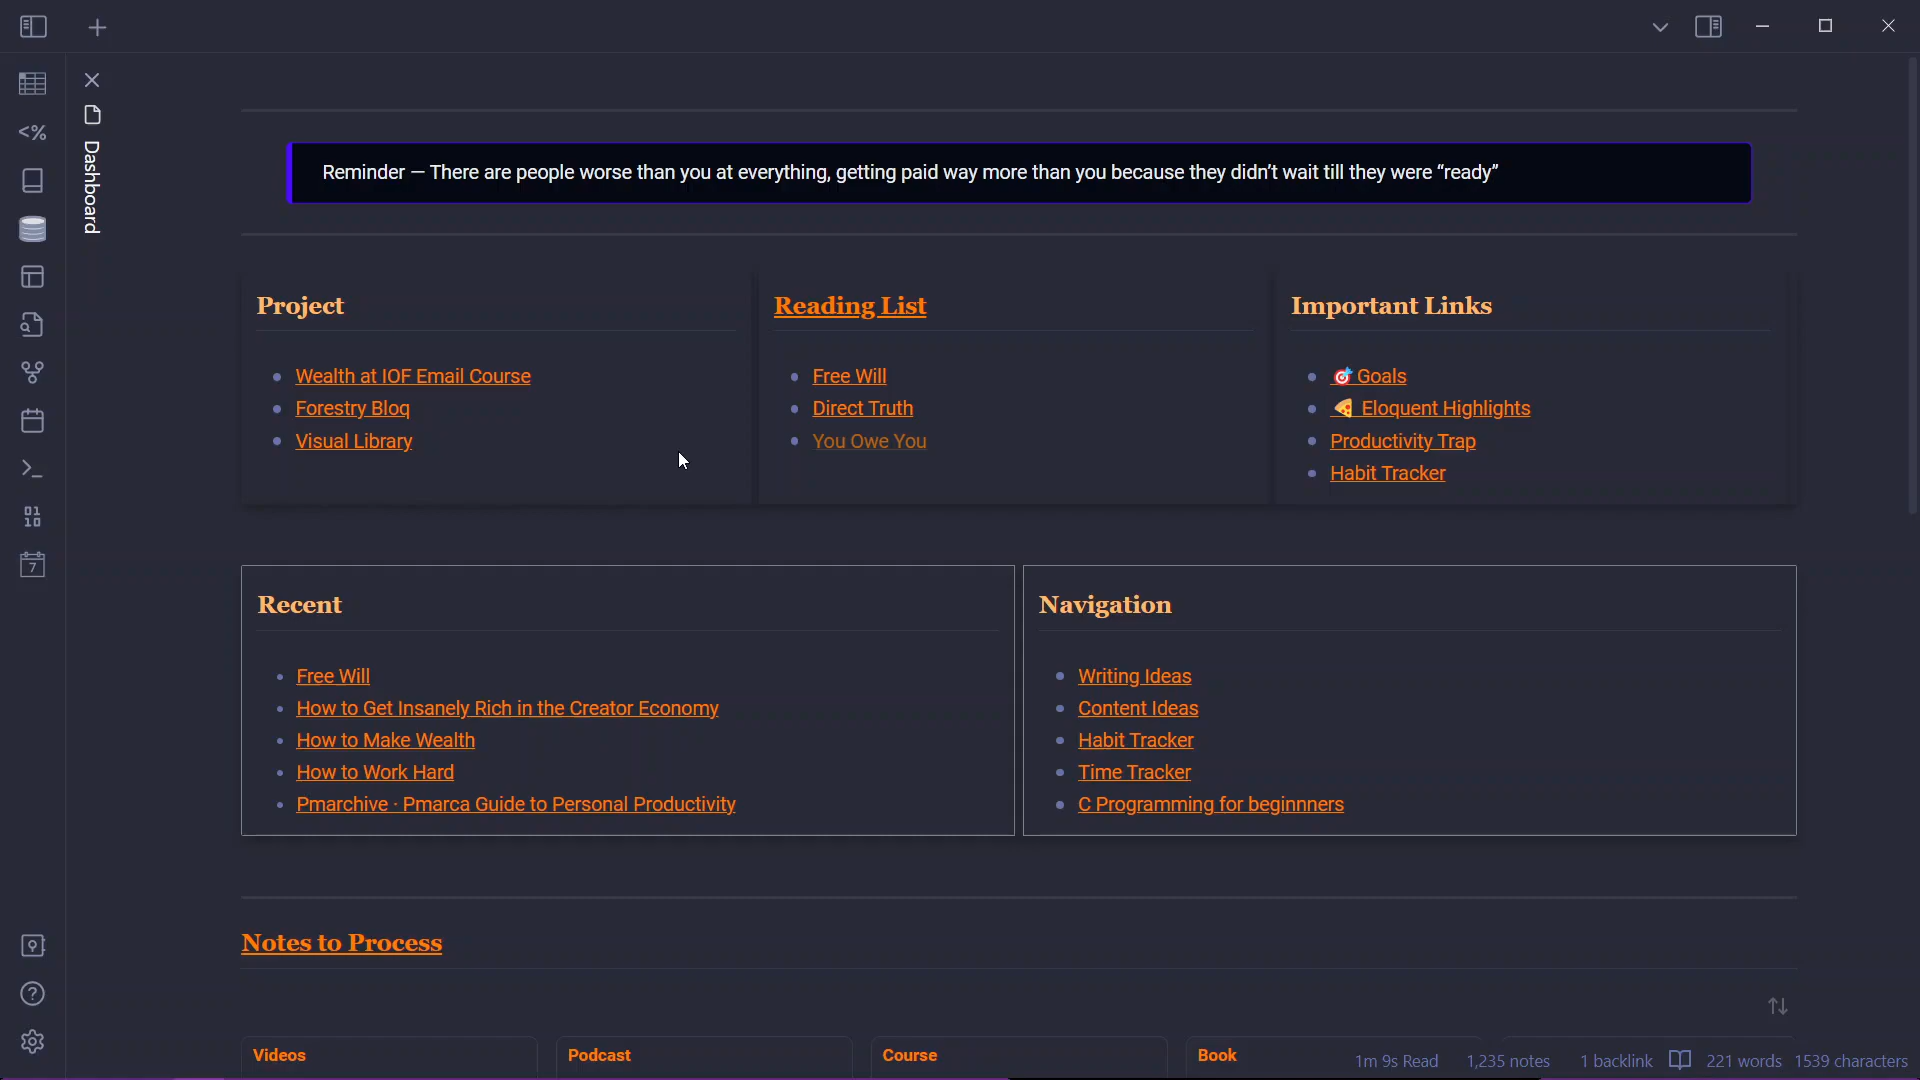 Dashboard
Reminder — There are people worse than you at everything, getting paid way more than you because they didn’t wait till they were “ready”
Project
Wealth at IOF Email Course
Forestry Blog
Visual Library
Reading List
Free Will
Direct Truth
You Owe You
Important Links
🎯 Goals
🍕 Eloquent Highlights
Productivity Trap
Habit Tracker
Recent
Free Will
How to Get Insanely Rich in the Creator Economy
How to Make Wealth
How to Work Hard
Pmarchive · Pmarca Guide to Personal Productivity
Navigation
Writing Ideas
Content Ideas
Habit Tracker
Time Tracker
C Programming for beginnners
Notes to Process
Videos Podcast Course Book
1m 9s Read 1,235 notes 1 backlink 221 words 1539 characters